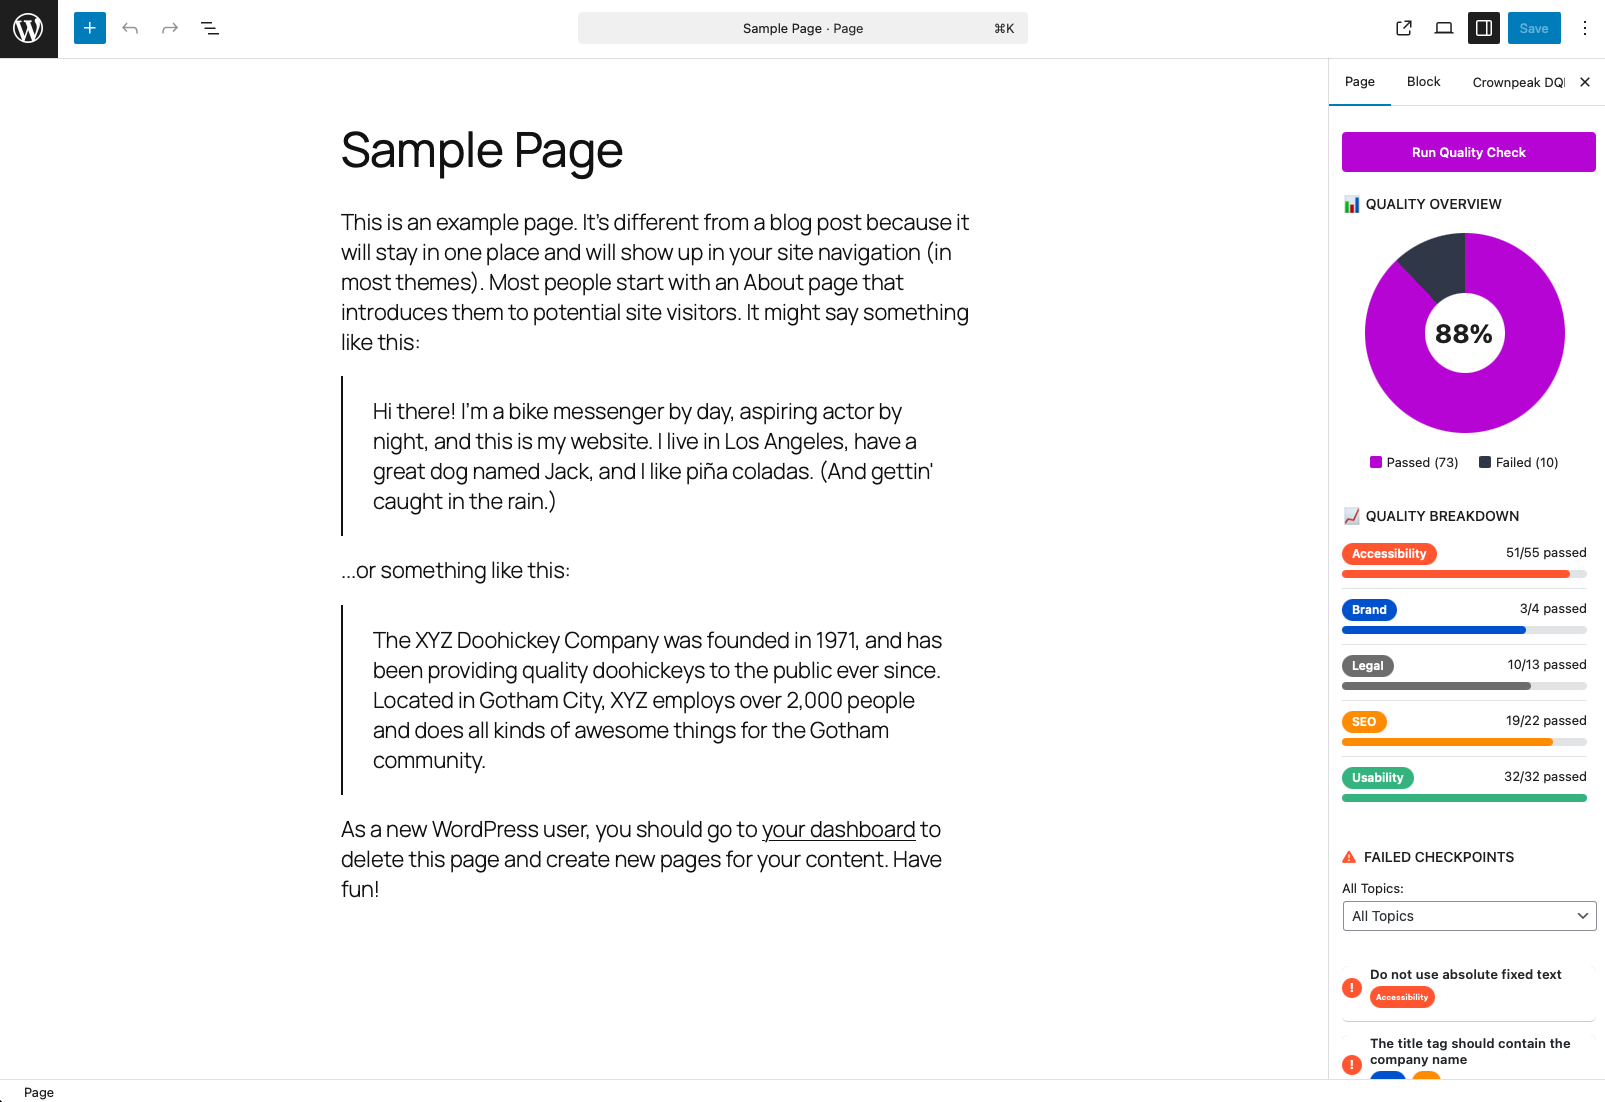 Sample Page · Page
⌘K
Save
Page
Block
Crownpeak DQ
Sample Page
This is an example page. It's different from a blog post because it
will stay in one place and will show up in your site navigation (in
most themes). Most people start with an About page that
introduces them to potential site visitors. It might say something
like this:
Hi there! I'm a bike messenger by day, aspiring actor by
night, and this is my website. I live in Los Angeles, have a
great dog named Jack, and I like piña coladas. (And gettin'
caught in the rain.)
...or something like this:
The XYZ Doohickey Company was founded in 1971, and has
been providing quality doohickeys to the public ever since.
Located in Gotham City, XYZ employs over 2,000 people
and does all kinds of awesome things for the Gotham
community.
As a new WordPress user, you should go to your dashboard to
delete this page and create new pages for your content. Have
fun!
Run Quality Check
QUALITY OVERVIEW
88%
Passed (73)
Failed (10)
QUALITY BREAKDOWN
Accessibility
51/55 passed
Brand
3/4 passed
Legal
10/13 passed
SEO
19/22 passed
Usability
32/32 passed
FAILED CHECKPOINTS
All Topics:
All Topics
Do not use absolute fixed text
Accessibility
The title tag should contain the
company name
Page